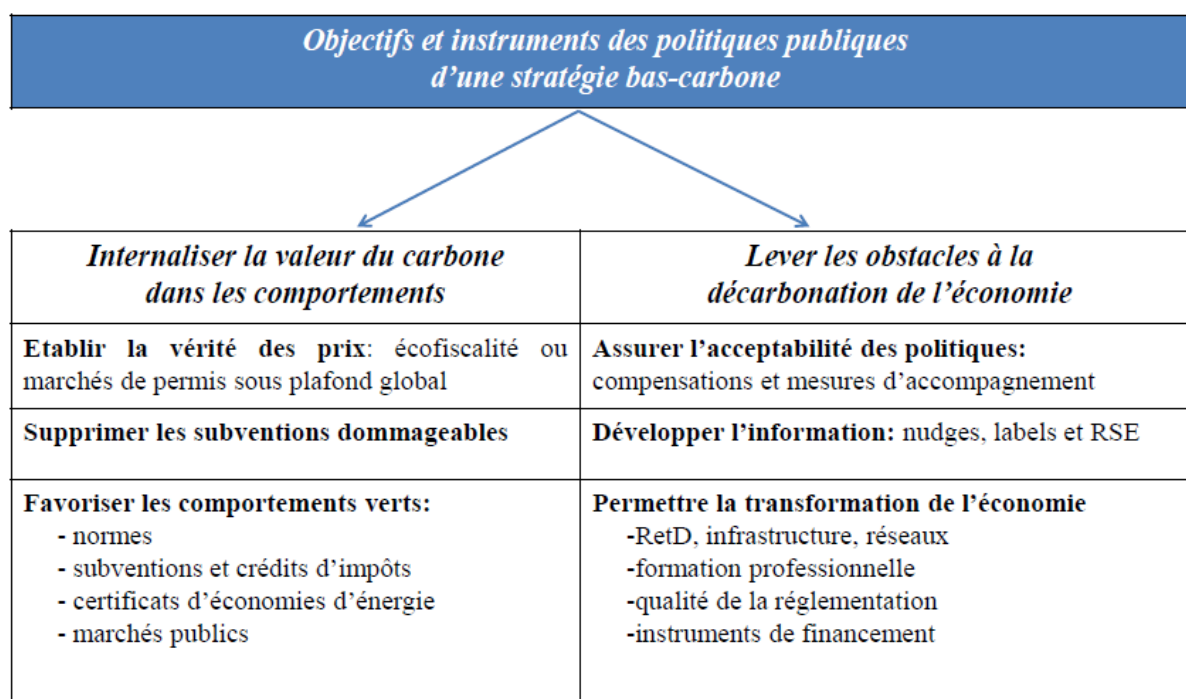 Objectifs et instruments des politiques publiques
d’une stratégie bas-carbone
Internaliser la valeur du carbone
dans les comportements
Lever les obstacles à la
décarbonation de l’économie
Etablir la vérité des prix: écofiscalité ou
marchés de permis sous plafond global
Assurer l’acceptabilité des politiques:
compensations et mesures d’accompagnement
Supprimer les subventions dommageables
Développer l’information: nudges, labels et RSE
Favoriser les comportements verts:
- normes
- subventions et crédits d’impôts
- certificats d’économies d’énergie
- marchés publics
Permettre la transformation de l’économie
-RetD, infrastructure, réseaux
-formation professionnelle
-qualité de la réglementation
-instruments de financement